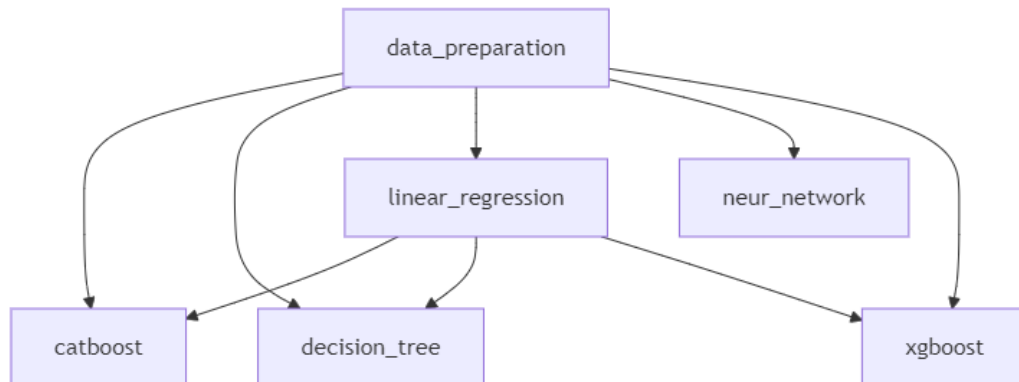 data_preparation
linear_regression
neur_network
catboost
decision_tree
xgboost